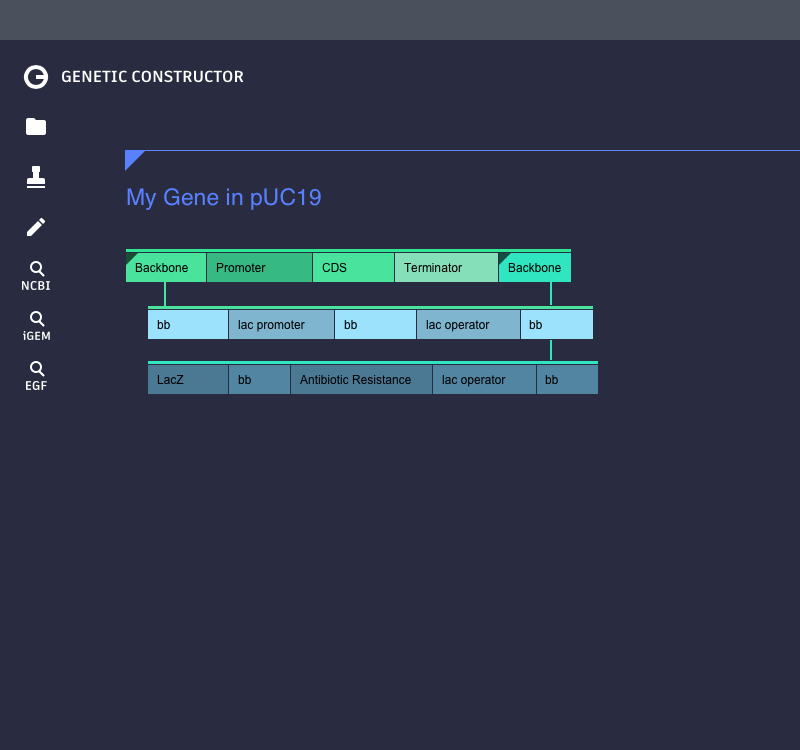 GENETIC CONSTRUCTOR
My Gene in pUC19
Backbone Promoter CDS Terminator Backbone
NCBI
bb lac promoter bb lac operator bb
iGEM
LacZ bb Antibiotic Resistance lac operator bb
EGF